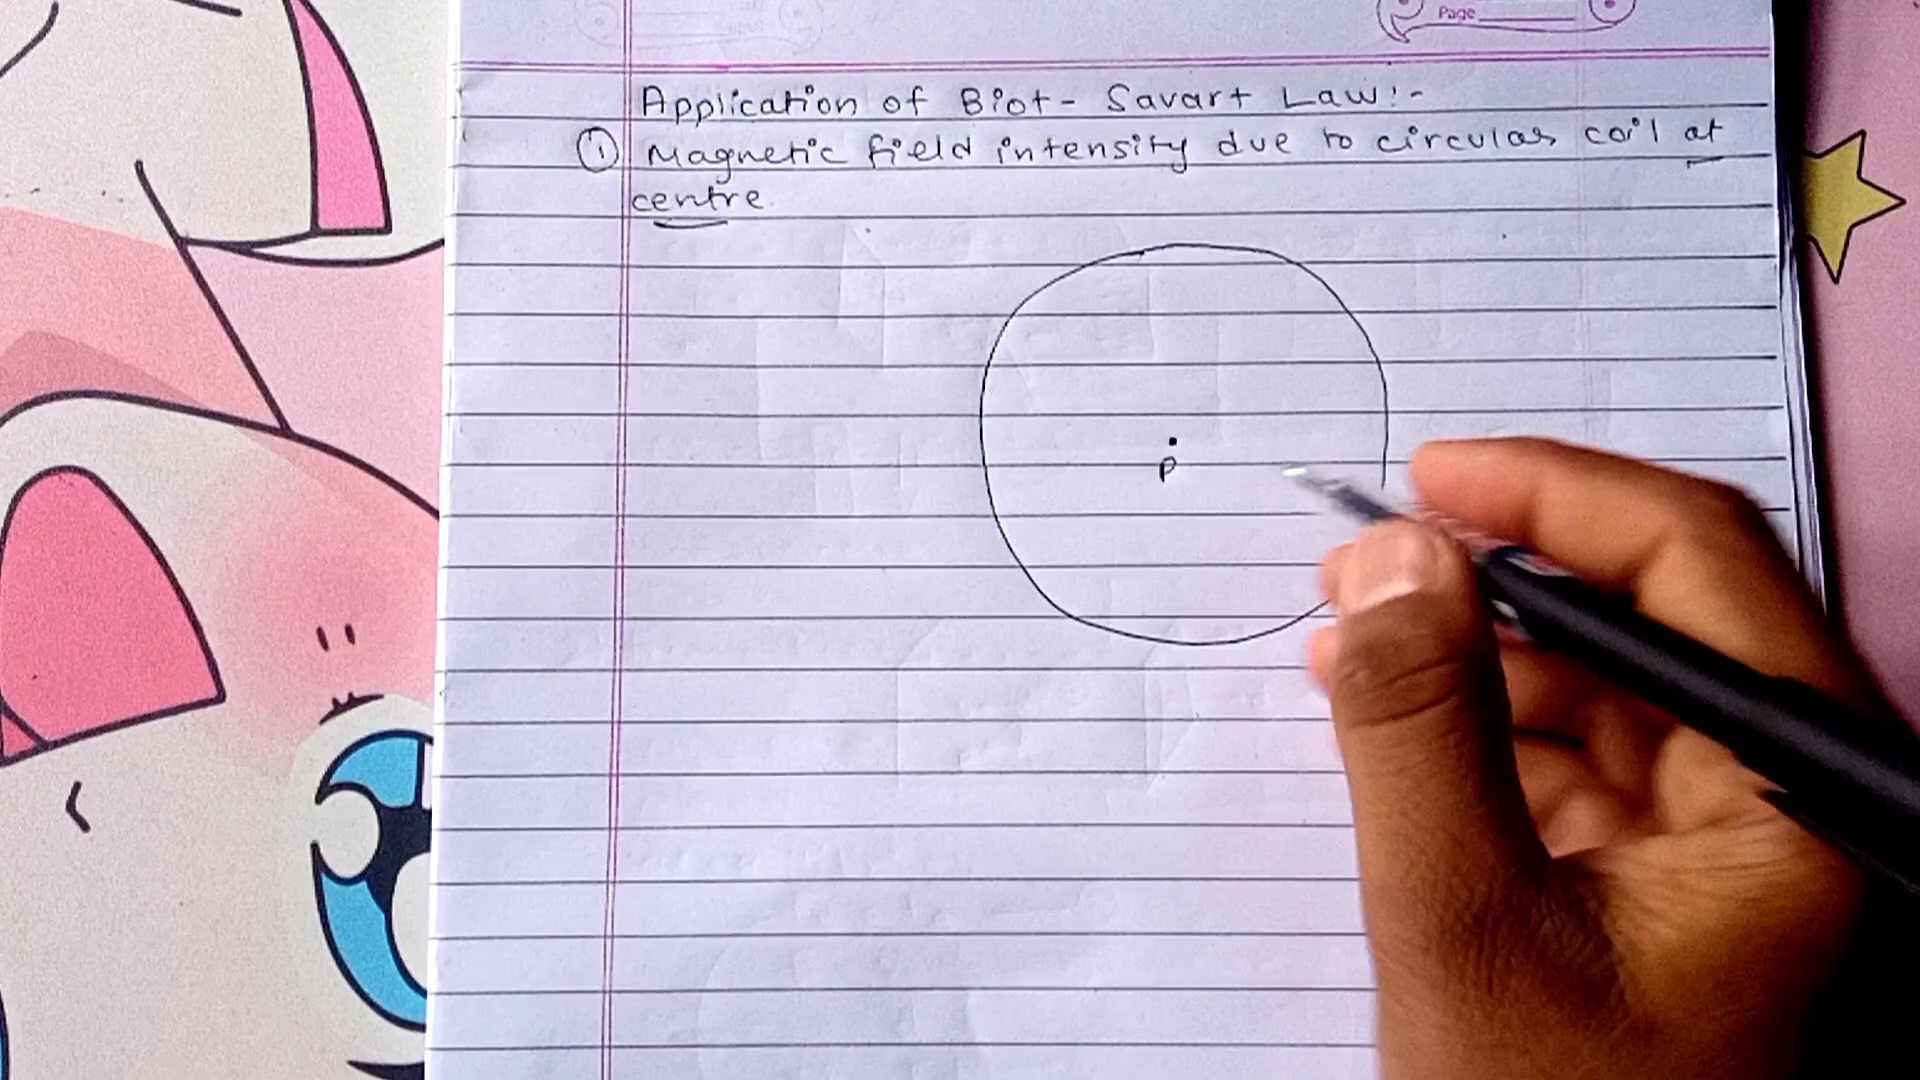 Page
Application of Biot- Savart Law:-
① Magnetic field intensity due to circular coil at
centre.
P